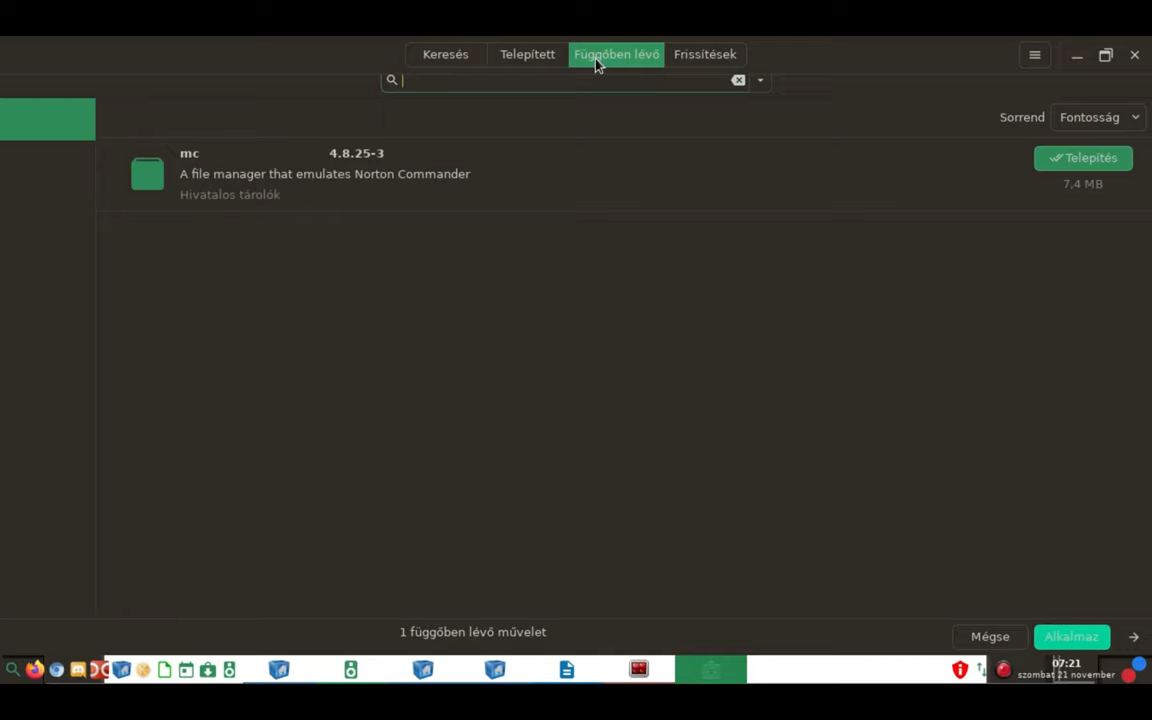 Keresés Telepített Függőben lévő Frissítések
Sorrend Fontosság
mc 4.8.25-3
Telepítés
A file manager that emulates Norton Commander
7,4 MB
Hivatalos tárolók
1 függőben lévő művelet
Mégse Alkalmaz
07:21
szombat 21 november